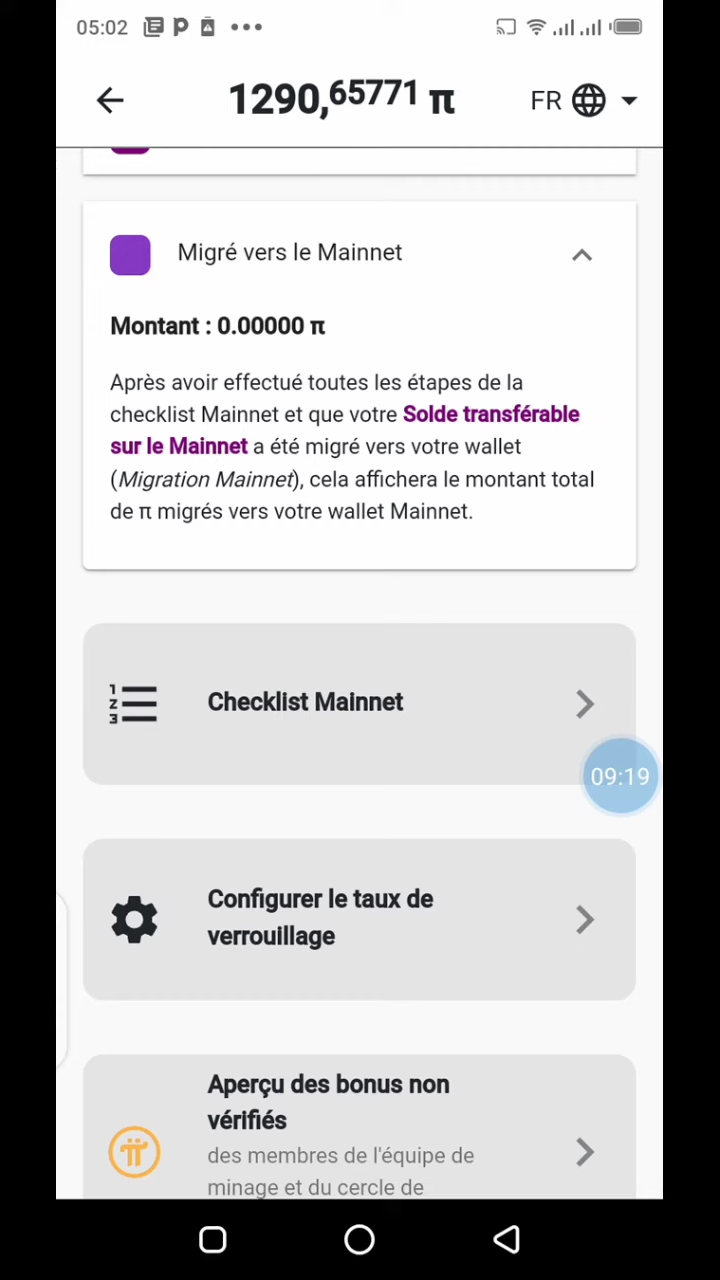 05:02
1290,65771 π
FR
Migré vers le Mainnet
Montant : 0.00000 π
Après avoir effectué toutes les étapes de la
checklist Mainnet et que votre Solde transférable
sur le Mainnet a été migré vers votre wallet
(Migration Mainnet), cela affichera le montant total
de π migrés vers votre wallet Mainnet.
Checklist Mainnet
09:19
Configurer le taux de
verrouillage
Aperçu des bonus non
vérifiés
des membres de l'équipe de
minage et du cercle de